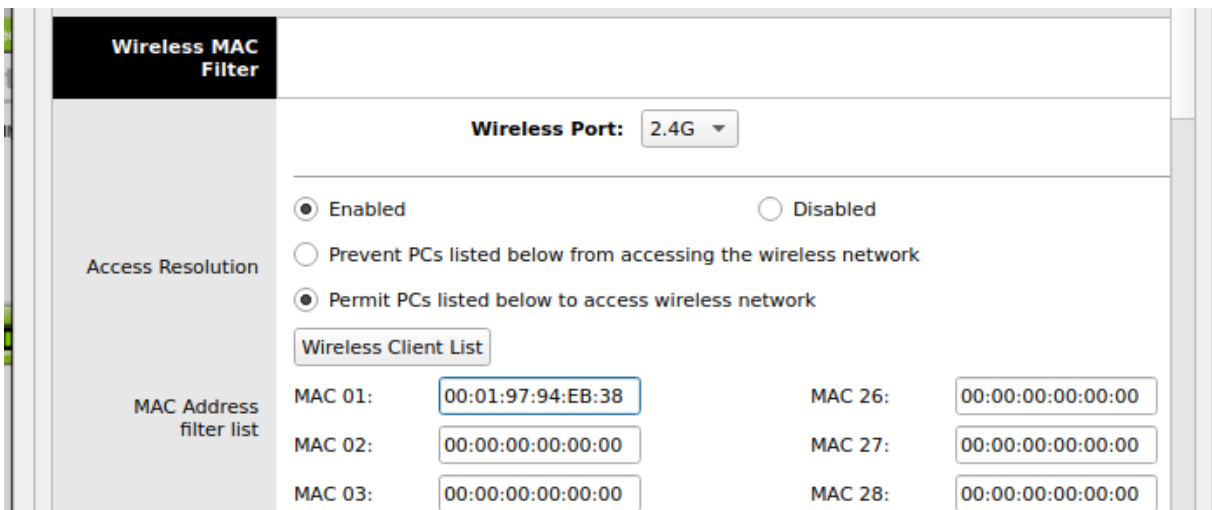 Wireless MAC
Filter
Wireless Port: 2.4G
Enabled Disabled
Access Resolution
Prevent PCs listed below from accessing the wireless network
Permit PCs listed below to access wireless network
Wireless Client List
MAC Address
filter list
MAC 01: 00:01:97:94:EB:38 MAC 26: 00:00:00:00:00:00
MAC 02: 00:00:00:00:00:00 MAC 27: 00:00:00:00:00:00
MAC 03: 00:00:00:00:00:00 MAC 28: 00:00:00:00:00:00